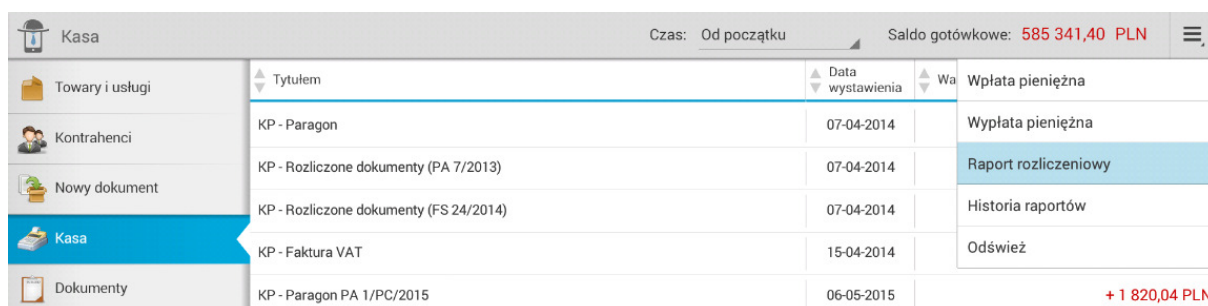 Kasa
Czas: Od początku
Saldo gotówkowe: 585 341,40 PLN
Towary i usługi
Kontrahenci
Nowy dokument
Kasa
Dokumenty
Tytułem
Data
wystawienia
Wa
KP - Paragon
07-04-2014
KP - Rozliczone dokumenty (PA 7/2013)
07-04-2014
KP - Rozliczone dokumenty (FS 24/2014)
07-04-2014
KP - Faktura VAT
15-04-2014
KP - Paragon PA 1/PC/2015
06-05-2015
+ 1 820,04 PLN
Wpłata pieniężna
Wypłata pieniężna
Raport rozliczeniowy
Historia raportów
Odśwież